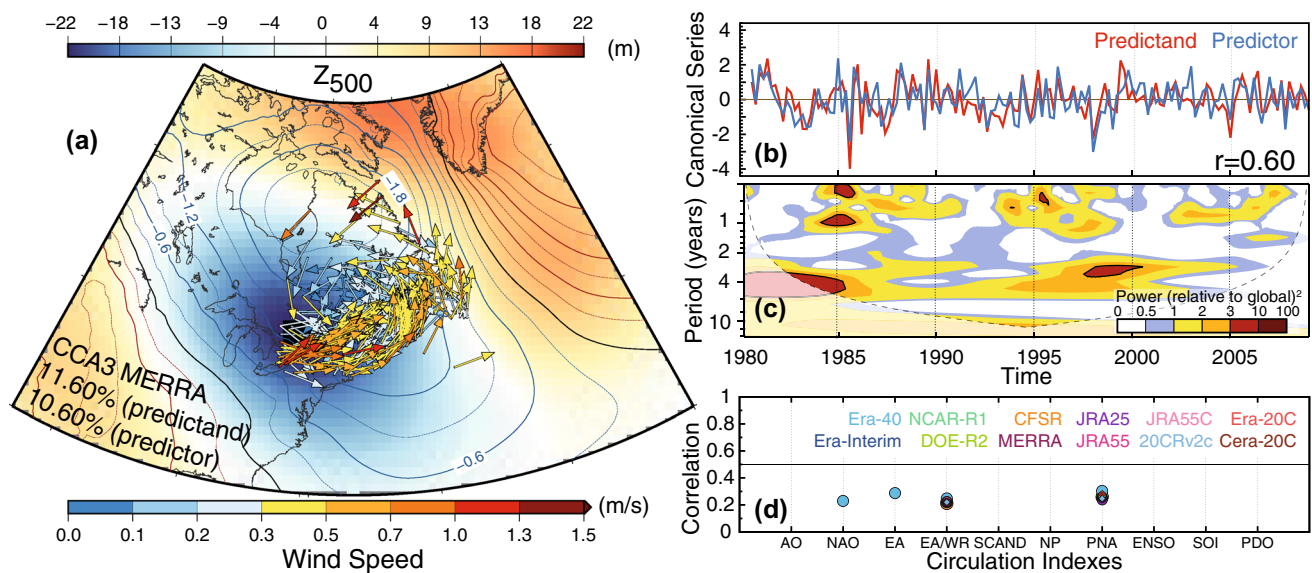 −22 −18 −13 −9 −4 4 9 13 18 22
(m)
Z500
(a)
−1.8
−1.2
−0.6
−0.6
CCA3 MERRA
11.60% (predictand)
10.60% (predictor)
(m/s)
0.0 0.1 0.2 0.3 0.5 0.7 1.0 1.3 1.5
Wind Speed
Canonical Series
4
2
0
−2
−4
Predictand Predictor
(b)
r=0.60
Period (years)
1
2
4
10
(c)
Power (relative to global)²
0 0.5 1 2 3 10 100
1980 1985 1990 1995 2000 2005
Time
Correlation
1
0.8
0.6
0.4
0.2
0
Era-40 NCAR-R1 CFSR JRA25 JRA55C Era-20C
Era-Interim DOE-R2 MERRA JRA55 20CRv2c Cera-20C
(d)
AO NAO EA EA/WR SCAND NP PNA ENSO SOI PDO
Circulation Indexes